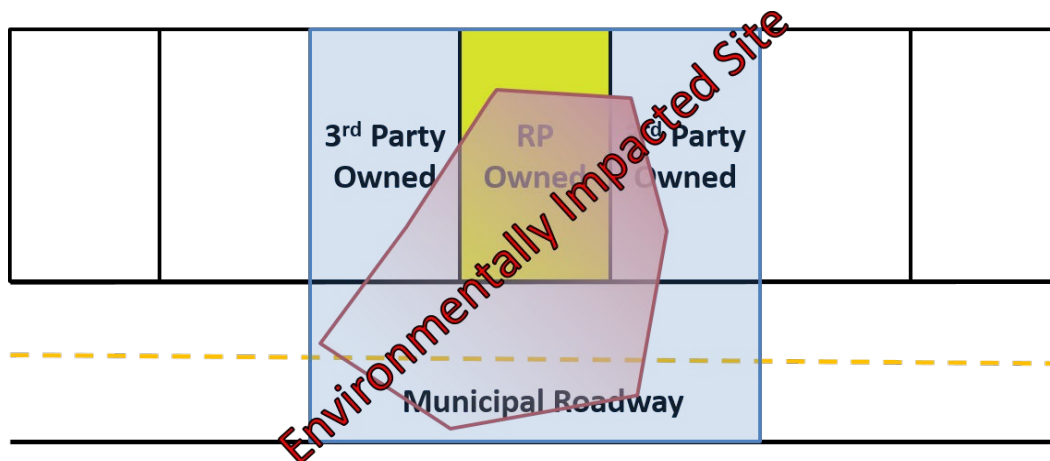 Environmentally Impacted Site
3rd Party
Owned
RP
Owned
d Party
Owned
Municipal Roadway